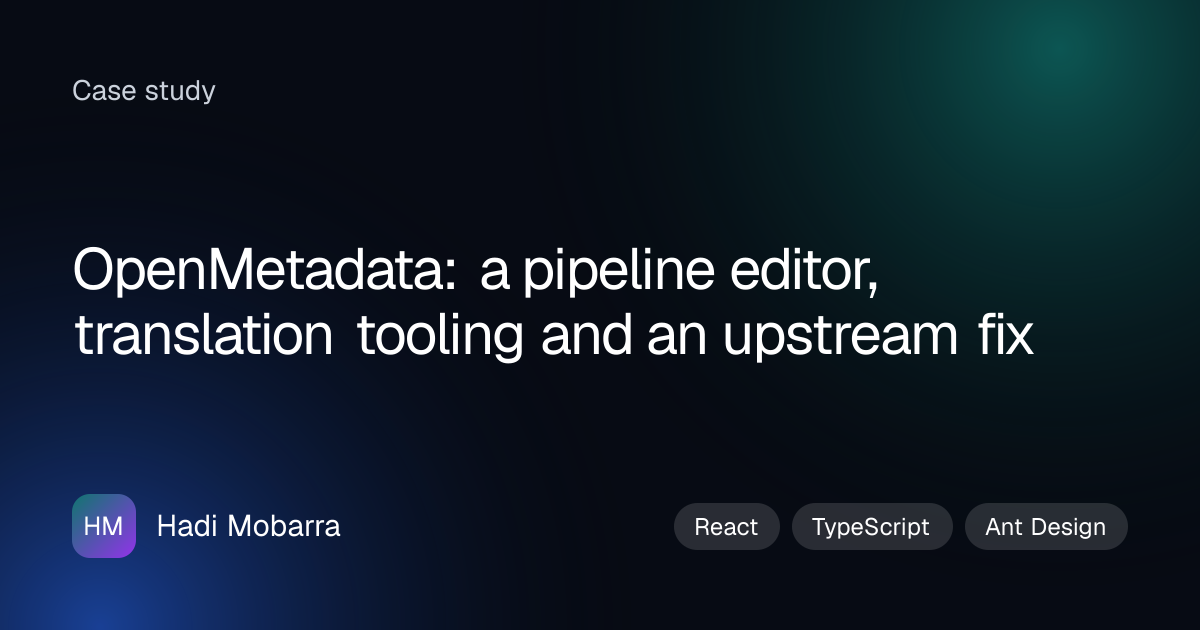 Case study
OpenMetadata: a pipeline editor,
translation tooling and an upstream fix
HM
Hadi Mobarra
React
TypeScript
Ant Design